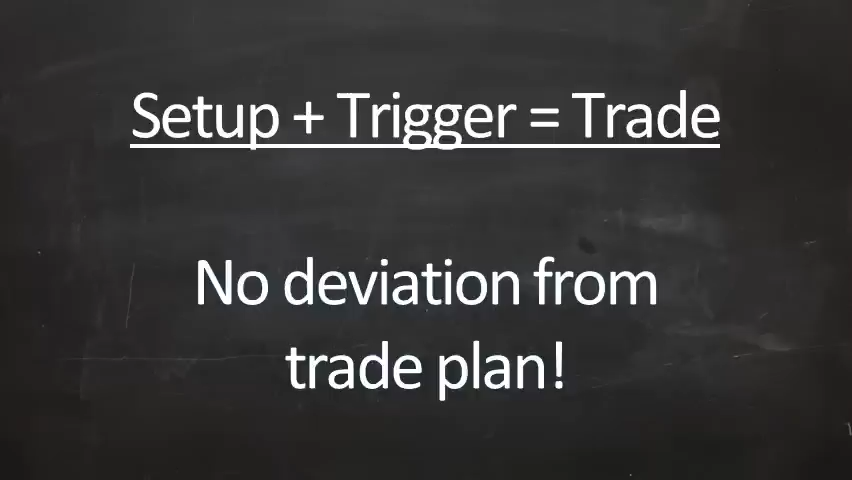 Setup + Trigger = Trade
No deviation from
trade plan!